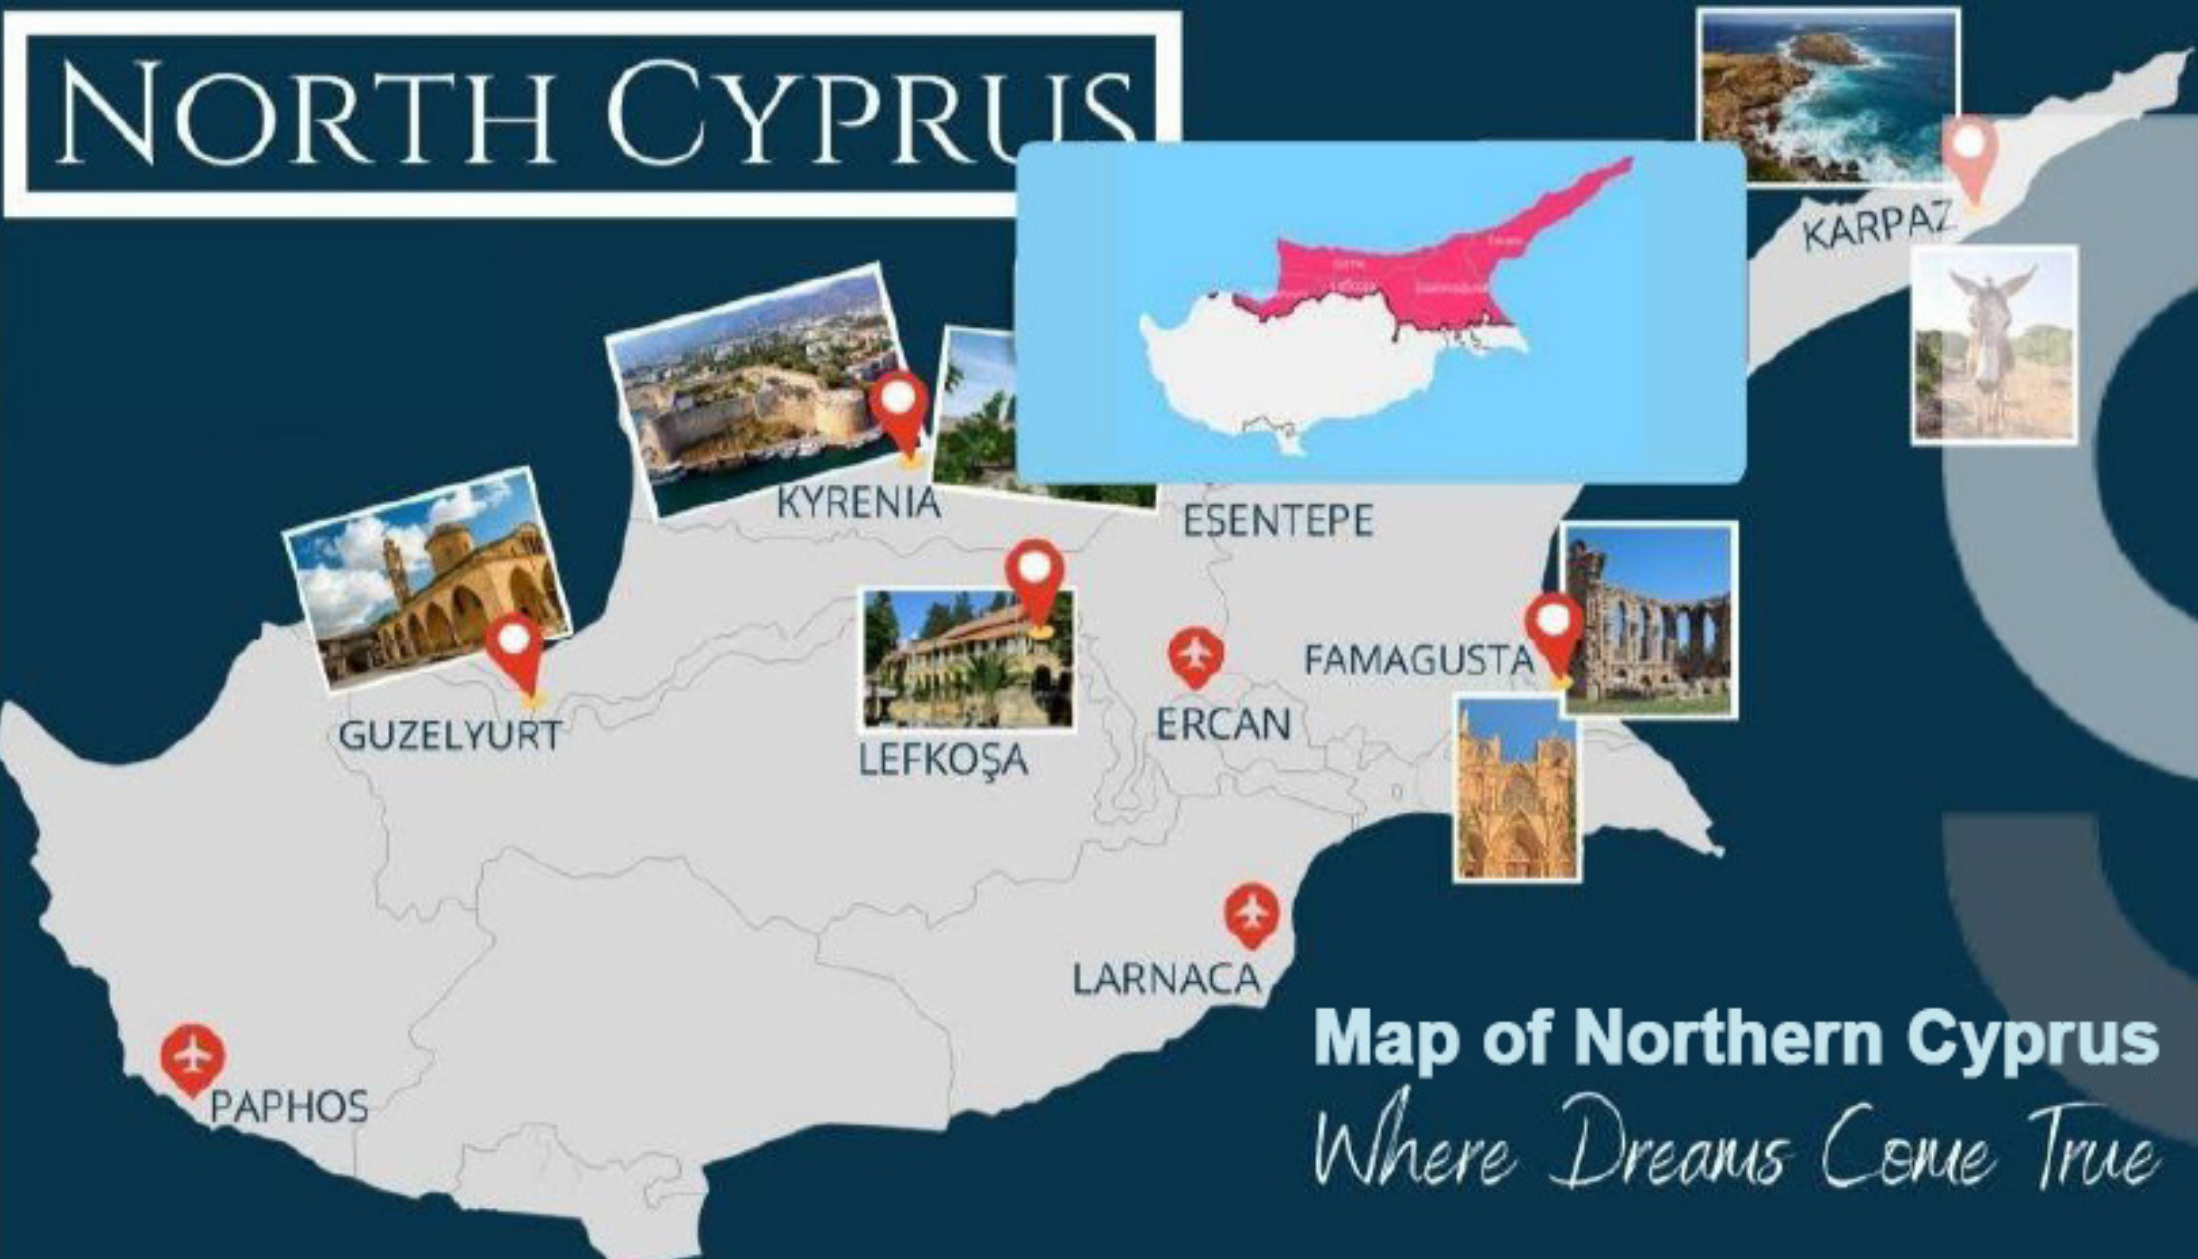 NORTH CYPRUS
KARPAZ
KYRENIA
ESENTEPE
FAMAGUSTA
GUZELYURT
ERCAN
LEFKOŞA
LARNACA
PAPHOS
Map of Northern Cyprus
Where Dreams Come True